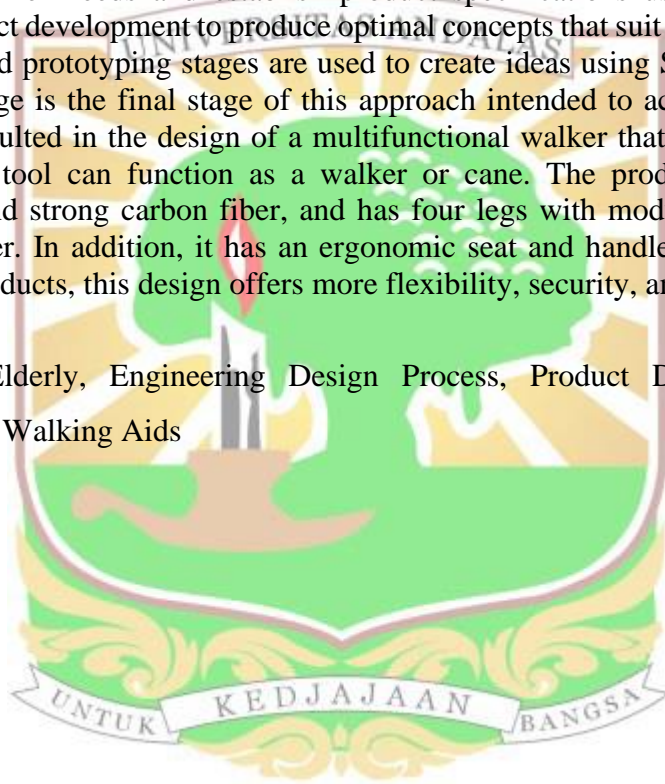 ct development to produce optimal concepts that suit
UNIVERSITAS ANDALAS
d prototyping stages are used to create ideas using S
ge is the final stage of this approach intended to ad
ulted in the design of a multifunctional walker that
tool can function as a walker or cane. The prod
nd strong carbon fiber, and has four legs with mod
er. In addition, it has an ergonomic seat and handle
ducts, this design offers more flexibility, security, an
Elderly, Engineering Design Process, Product D
Walking Aids
UNTUK KEDJAJAAN BANGSA